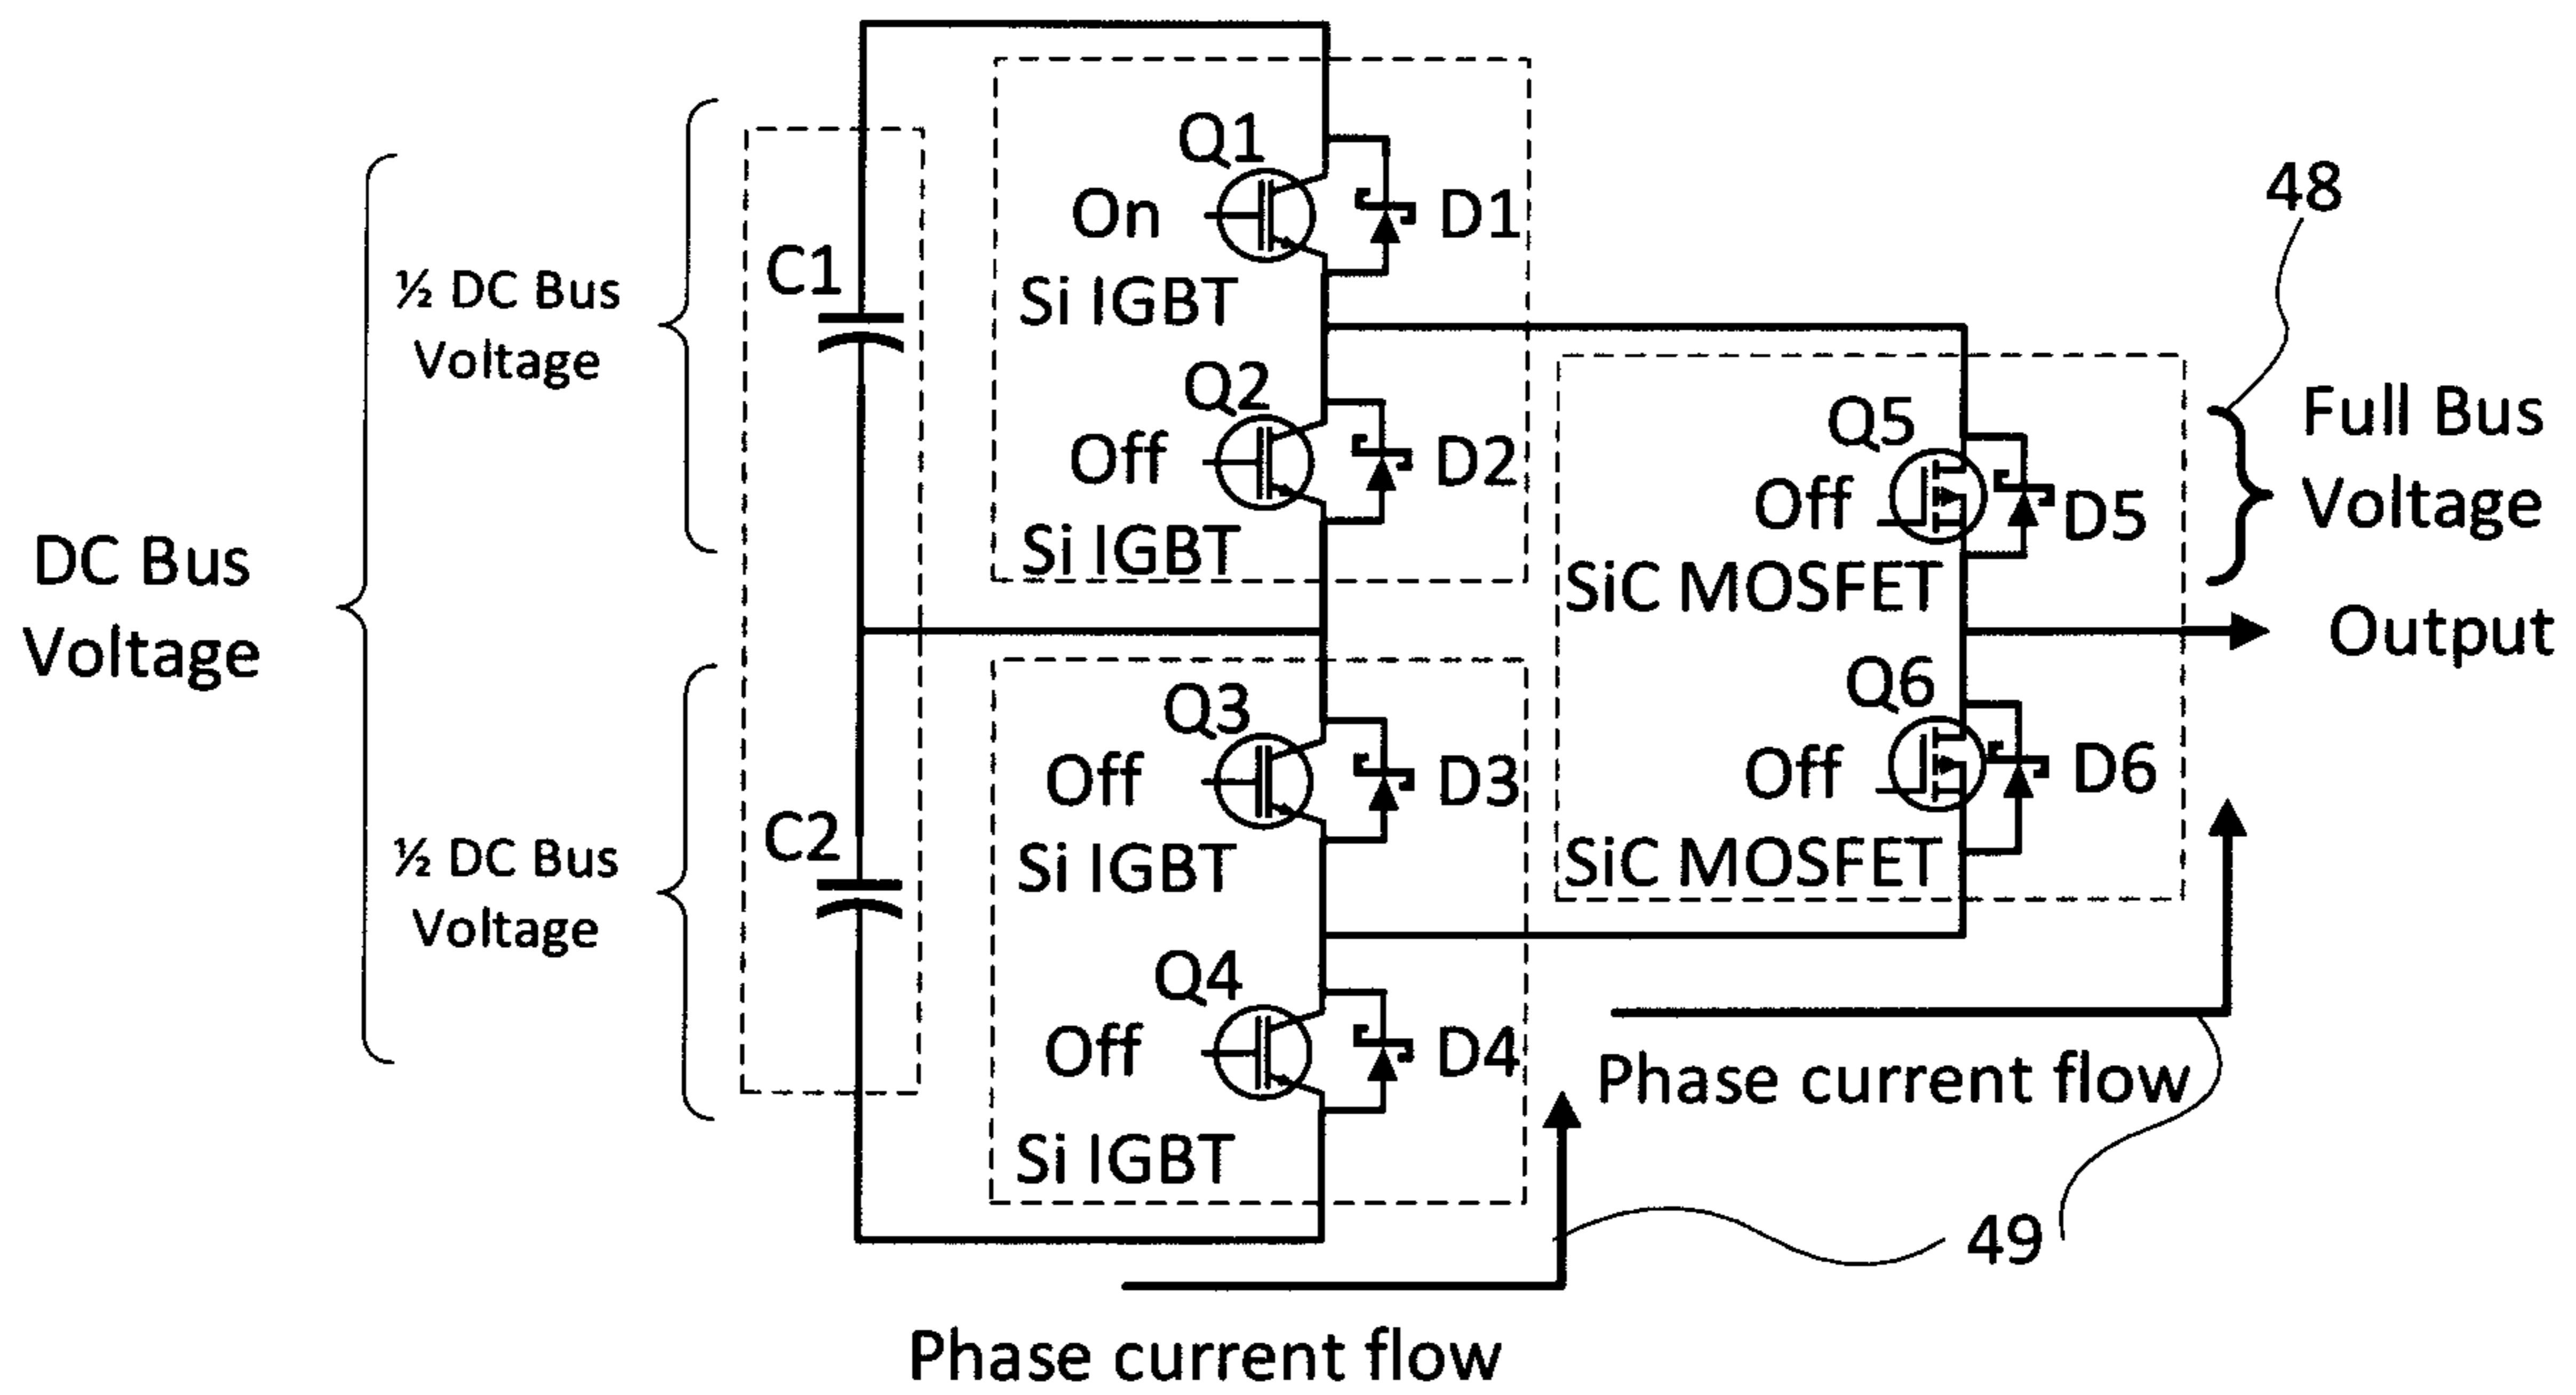 Q1
On
D1
Si IGBT
C1
½ DC Bus
Voltage
Q2
Off
D2
Si IGBT
48
Full Bus
Voltage
Q5
Off
D5
SiC MOSFET
DC Bus
Voltage
Output
Q3
Off
D3
Si IGBT
Q6
Off
D6
SiC MOSFET
C2
½ DC Bus
Voltage
Q4
Off
D4
Si IGBT
Phase current flow
49
Phase current flow